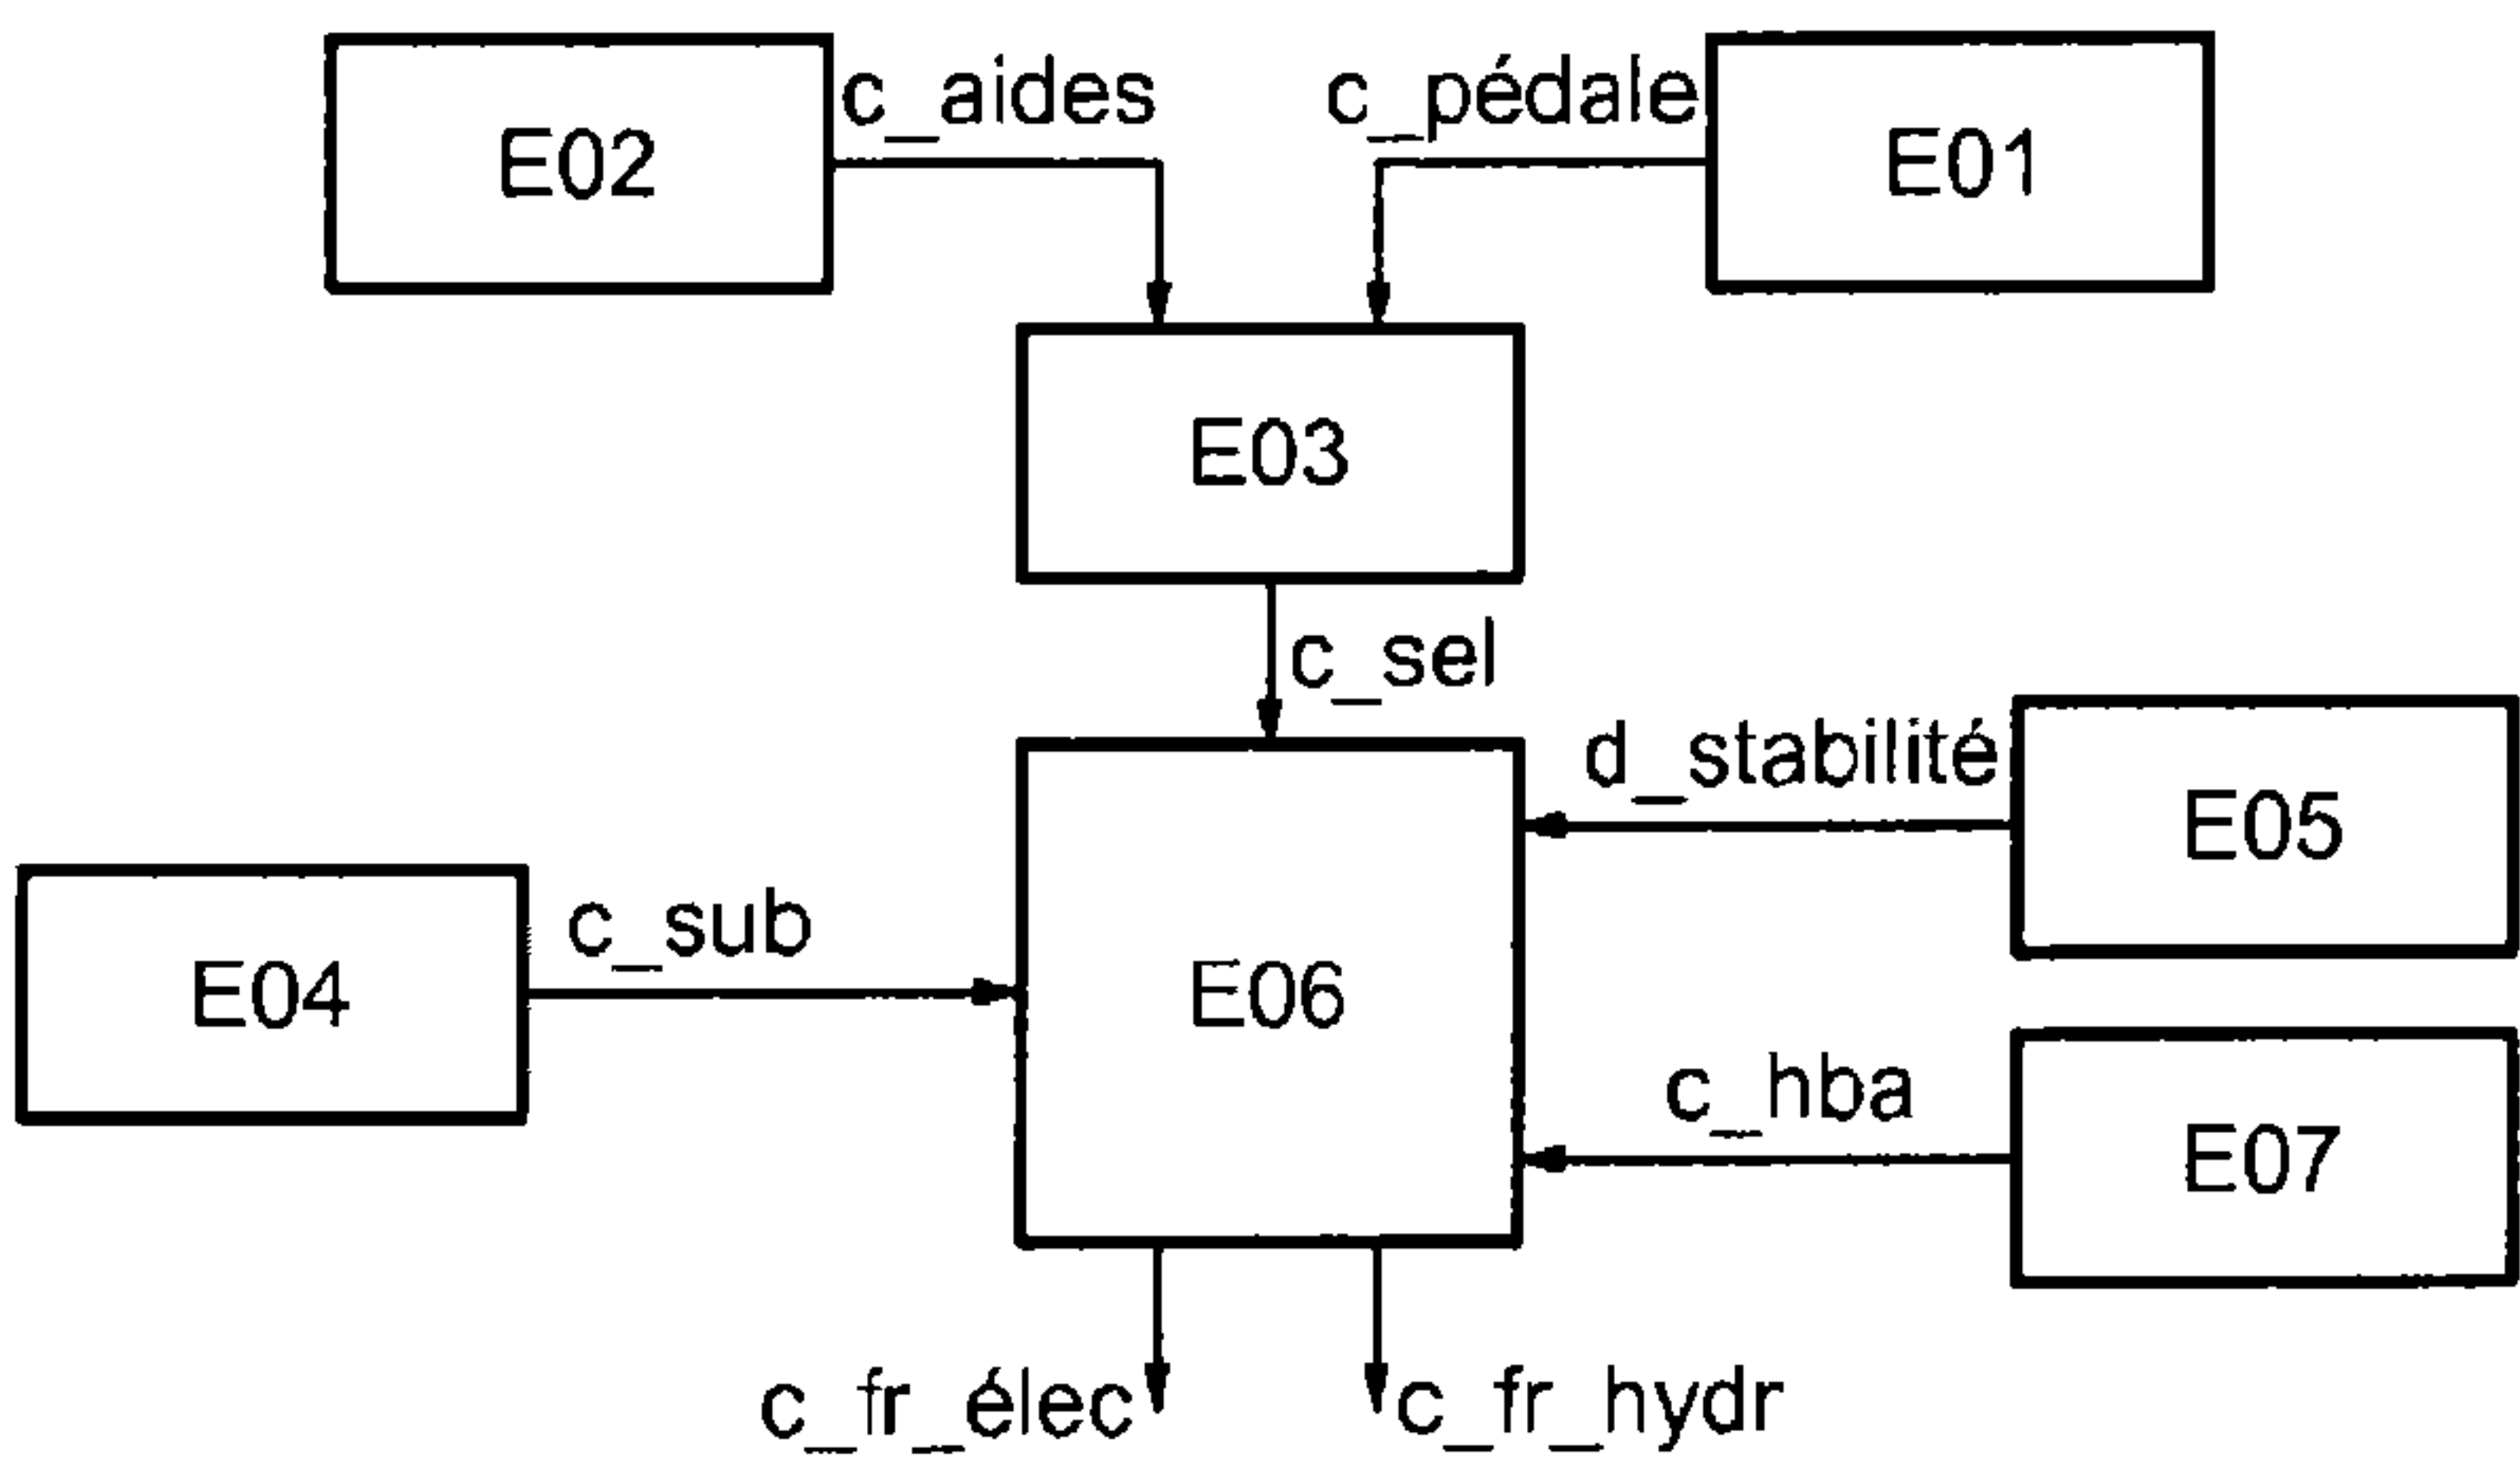 E02
c_aides
c_pédale
E01
E03
c_sel
d_stabilité
E05
E04
c_sub
E06
c_hba
E07
c_fr_élec
c_fr_hydr